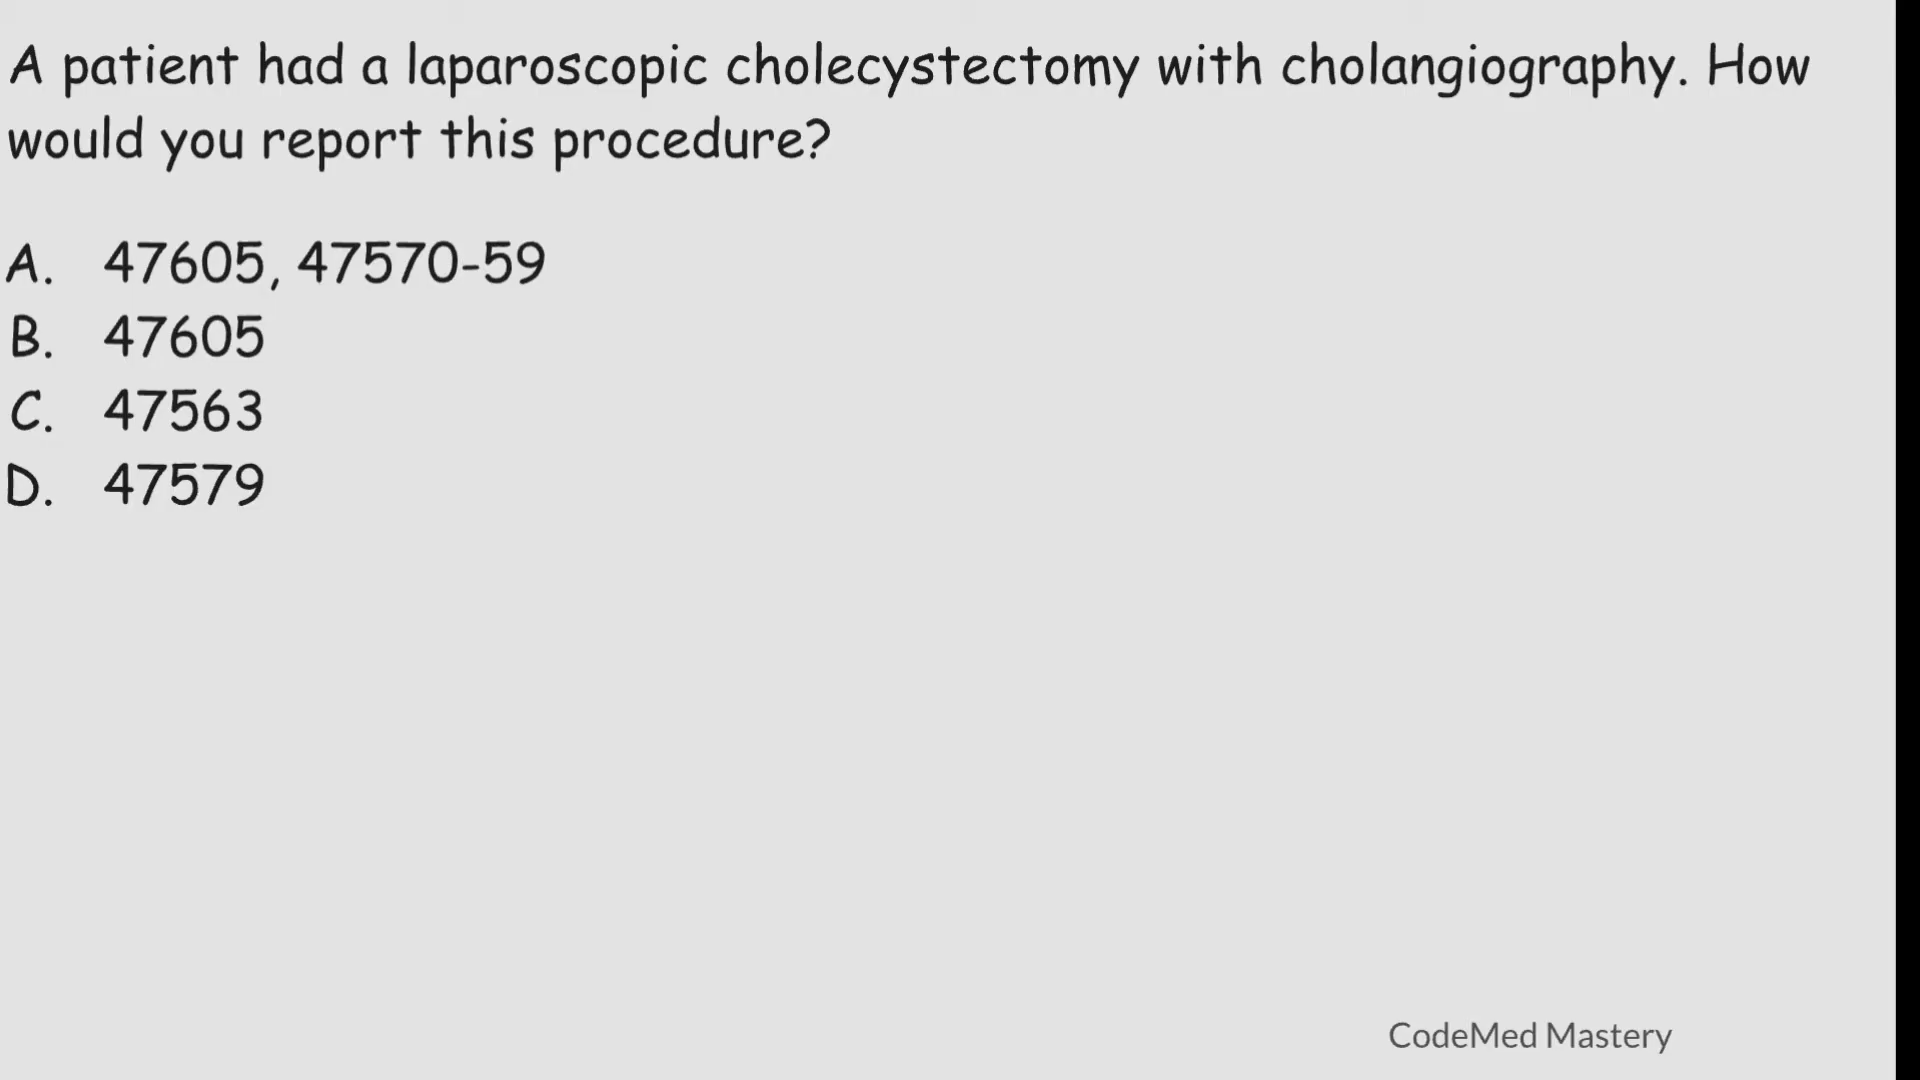 A patient had a laparoscopic cholecystectomy with cholangiography. How
would you report this procedure?
A. 47605, 47570-59
B. 47605
C. 47563
D. 47579
CodeMed Mastery